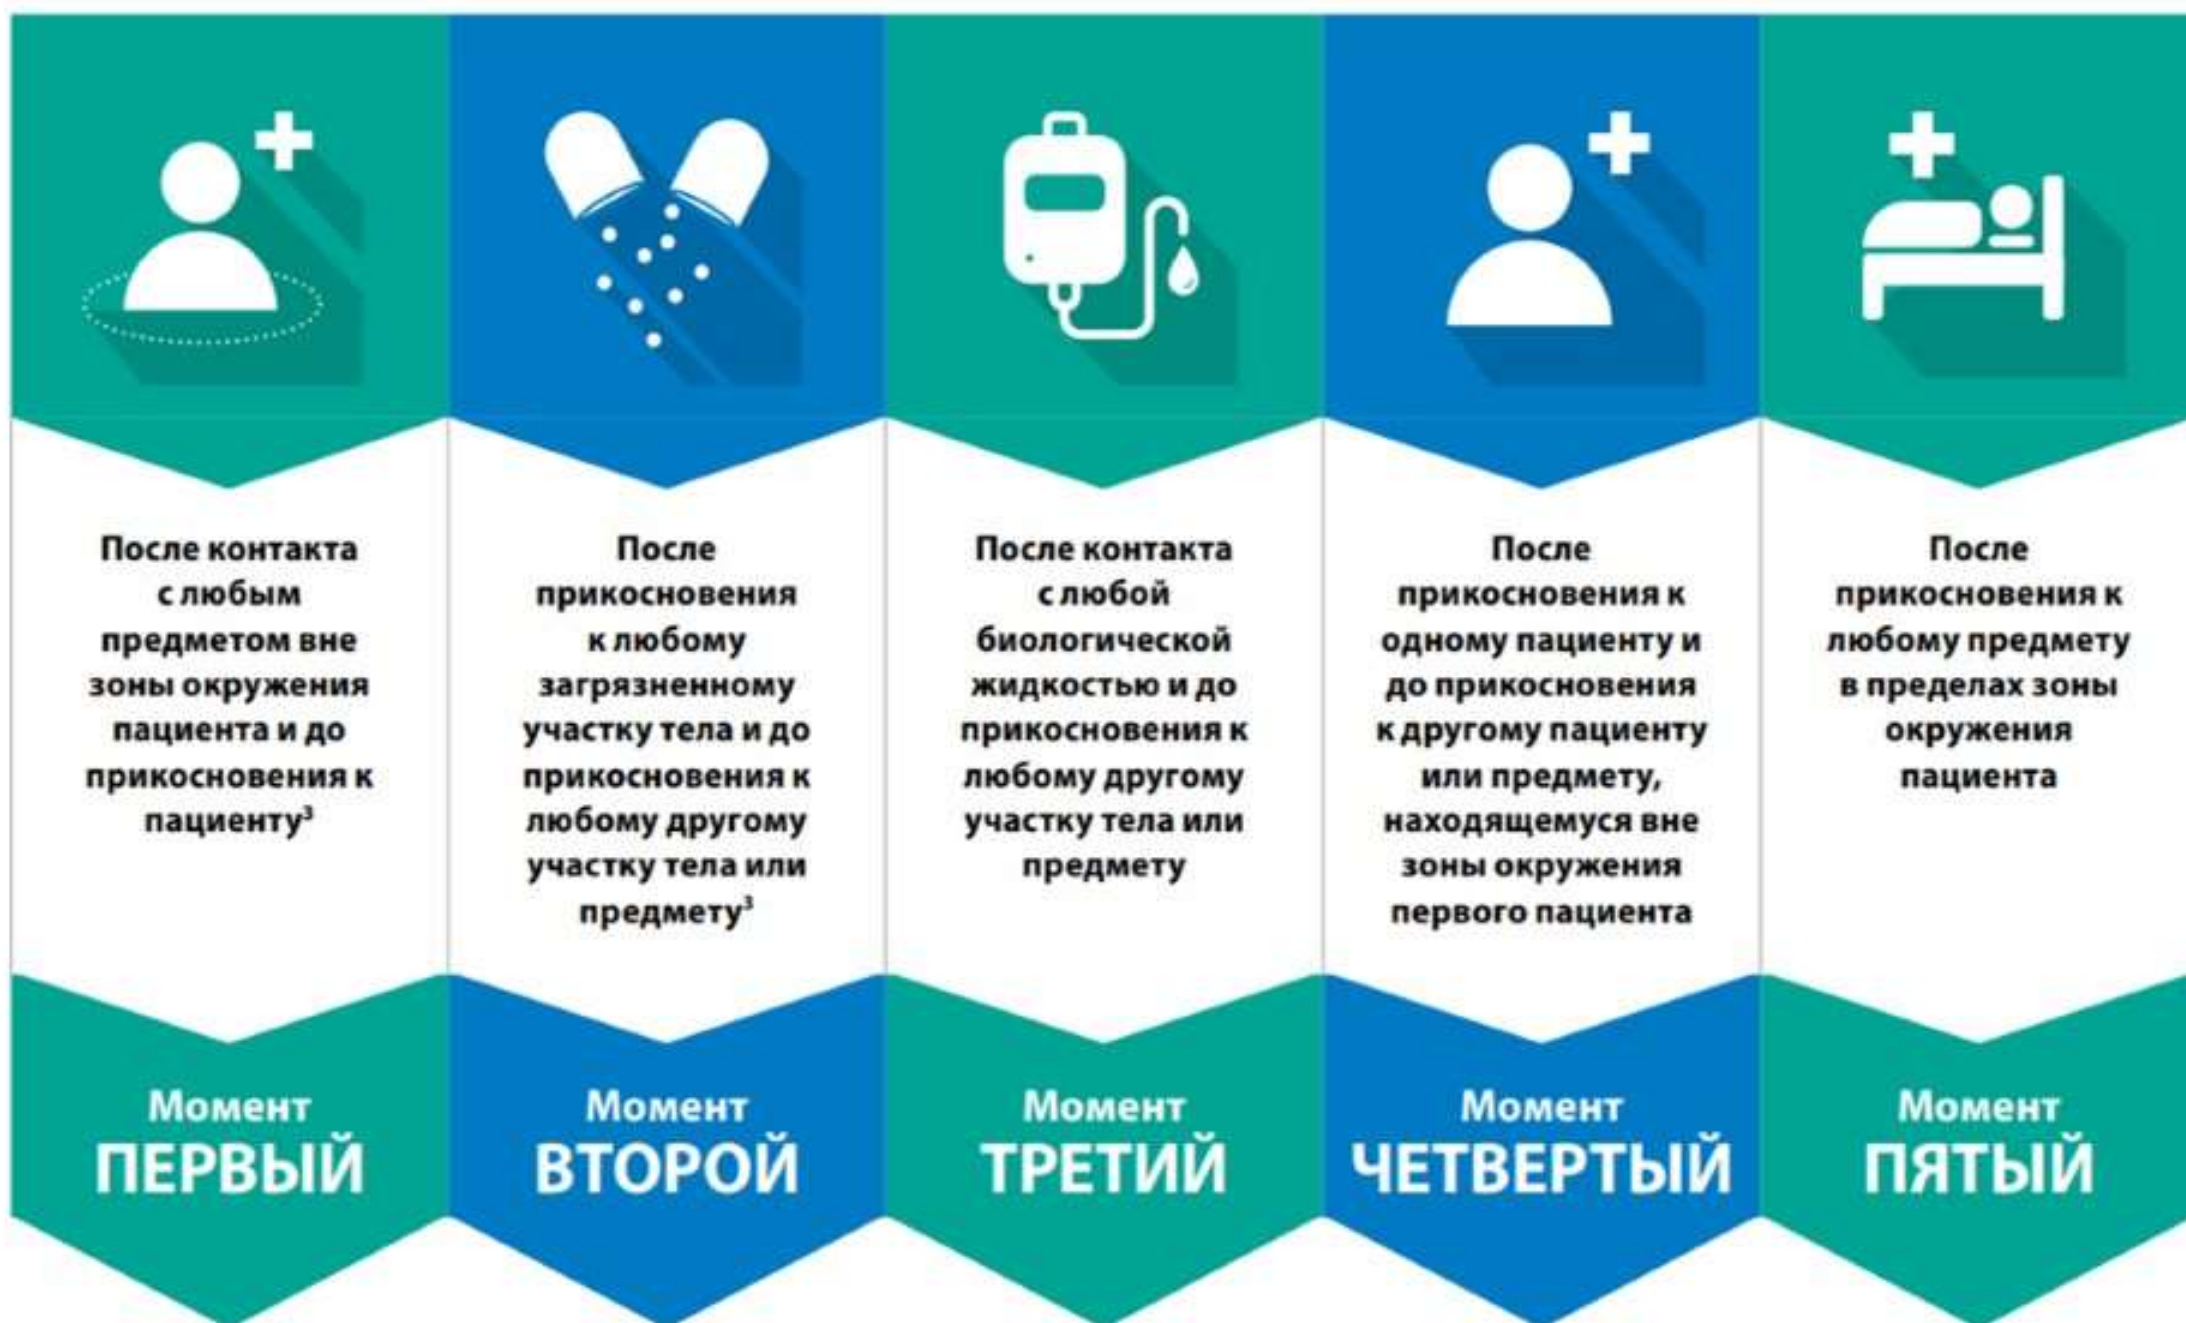 После контакта
с любым
предметом вне
зоны окружения
пациента и до
прикосновения к
пациенту³
После
прикосновения
к любому
загрязненному
участку тела и до
прикосновения к
любому другому
участку тела или
предмету³
После контакта
с любой
биологической
жидкостью и до
прикосновения к
любому другому
участку тела или
предмету
После
прикосновения к
одному пациенту и
до прикосновения
к другому пациенту
или предмету,
находящемуся вне
зоны окружения
первого пациента
После
прикосновения к
любому предмету
в пределах зоны
окружения
пациента
Момент
ПЕРВЫЙ
Момент
ВТОРОЙ
Момент
ТРЕТИЙ
Момент
ЧЕТВЕРТЫЙ
Момент
ПЯТЫЙ